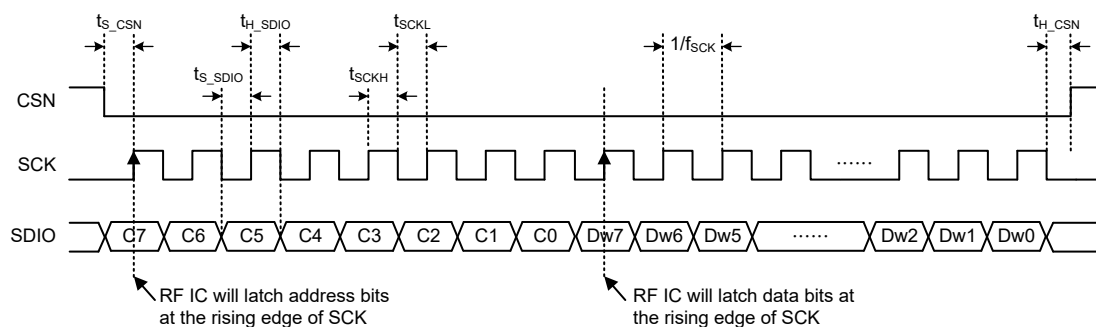 tS_CSN tH_SDIO tSCKL tH_CSN
tS_SDIO tSCKH 1/fSCK
CSN
SCK ······
SDIO C7 C6 C5 C4 C3 C2 C1 C0 Dw7 Dw6 Dw5 ······ Dw2 Dw1 Dw0
RF IC will latch address bits
at the rising edge of SCK
RF IC will latch data bits at
the rising edge of SCK